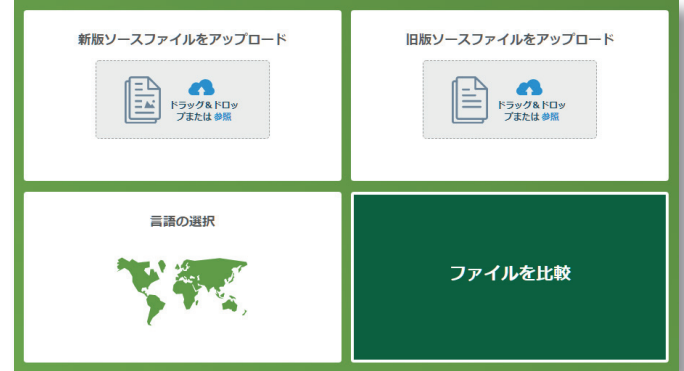 新版ソースファイルをアップロード
ドラッグ&ドロッ
プまたは 参照
旧版ソースファイルをアップロード
ドラッグ&ドロッ
プまたは 参照
言語の選択
ファイルを比較